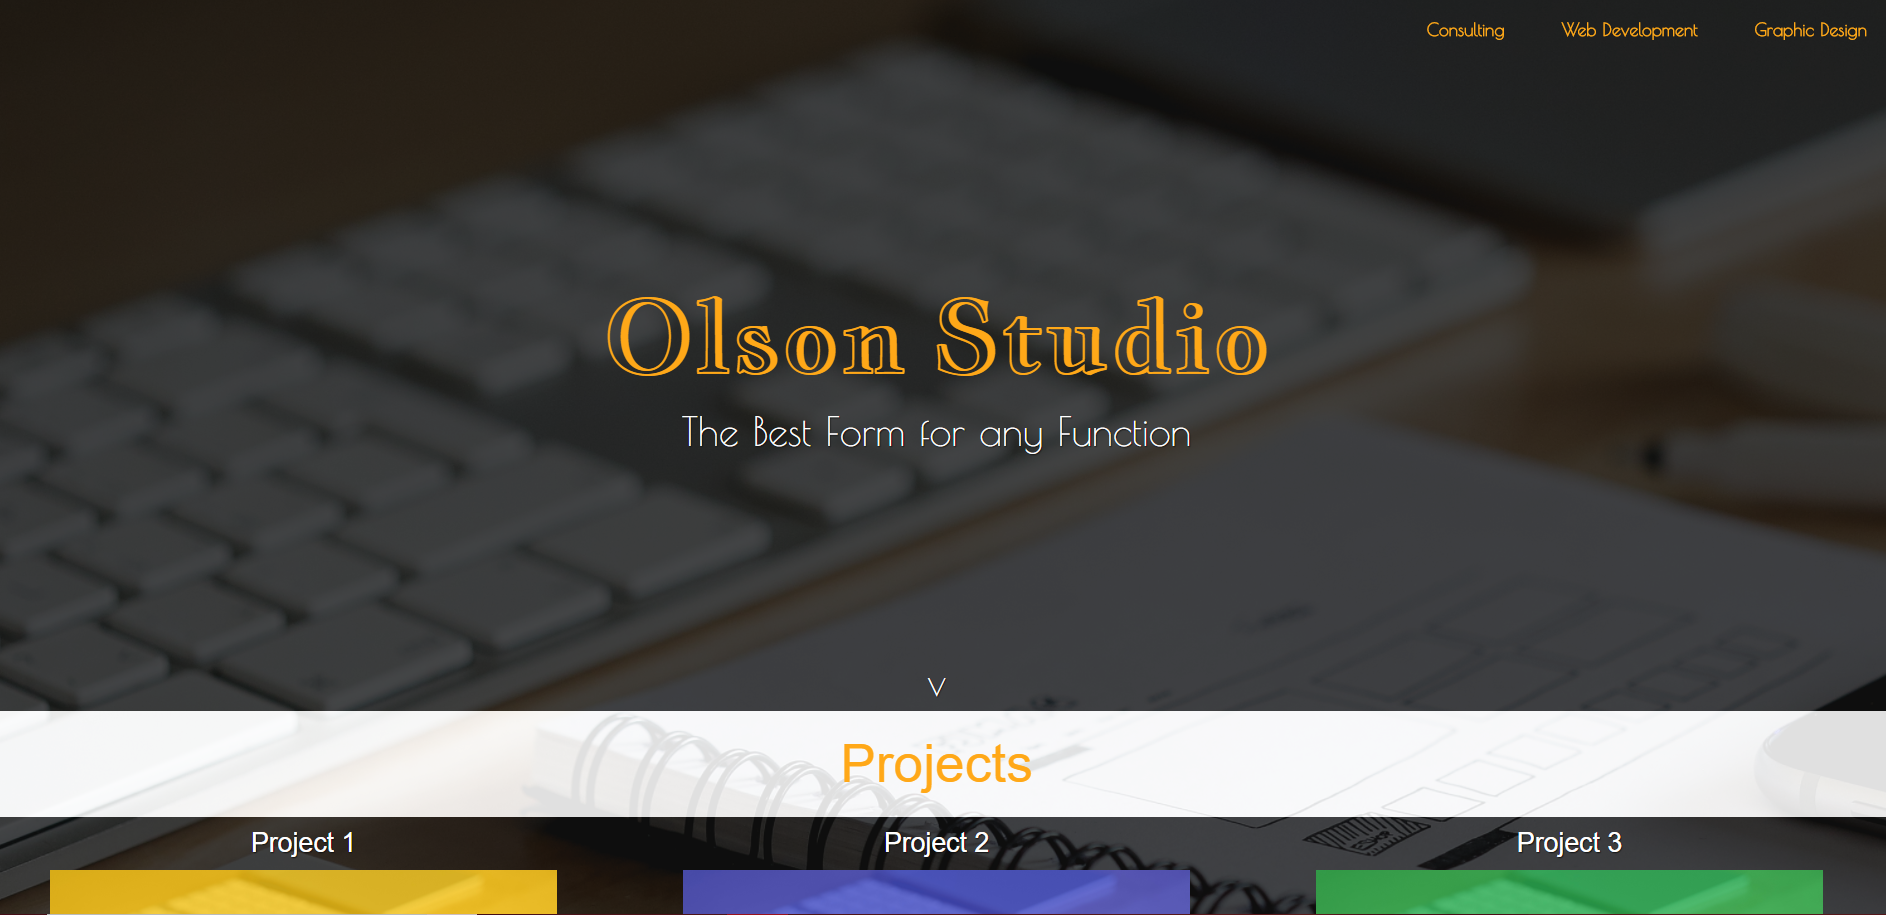 Consulting Web Development Graphic Design
Olson Studio
The Best Form for any Function
V
Projects
Project 1 Project 2 Project 3